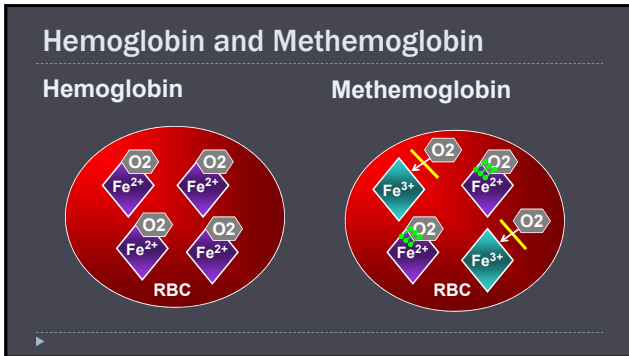 Hemoglobin and Methemoglobin
Hemoglobin
Methemoglobin
O2
O2
Fe²⁺
Fe²⁺
O2
O2
Fe²⁺
Fe²⁺
RBC
O2
O2
Fe³⁺
Fe²⁺
O2
O2
Fe²⁺
Fe³⁺
RBC